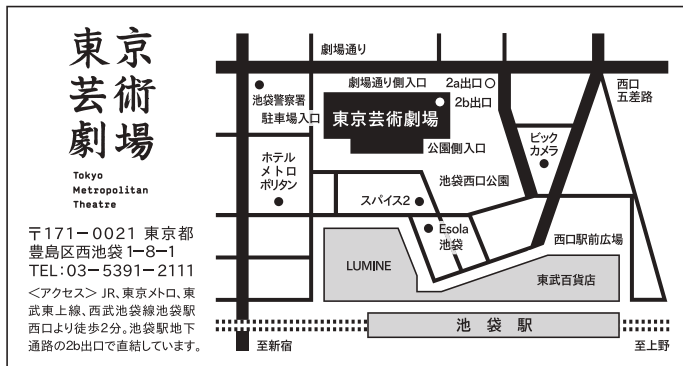 東京
芸術
劇場
Tokyo
Metropolitan
Theatre
〒171-0021 東京都
豊島区西池袋1-8-1
TEL:03-5391-2111
<アクセス> JR、東京メトロ、東
武東上線、西武池袋線池袋駅
西口より徒歩2分。池袋駅地下
通路の2b出口で直結しています。
劇場通り
池袋警察署
駐車場入口
劇場通り側入口
2a出口
2b出口
東京芸術劇場
公園側入口
西口
五差路
ビック
カメラ
ホテル
メトロ
ポリタン
池袋西口公園
スパイス2
Esola
池袋
西口駅前広場
LUMINE
東武百貨店
池袋駅
至新宿
至上野